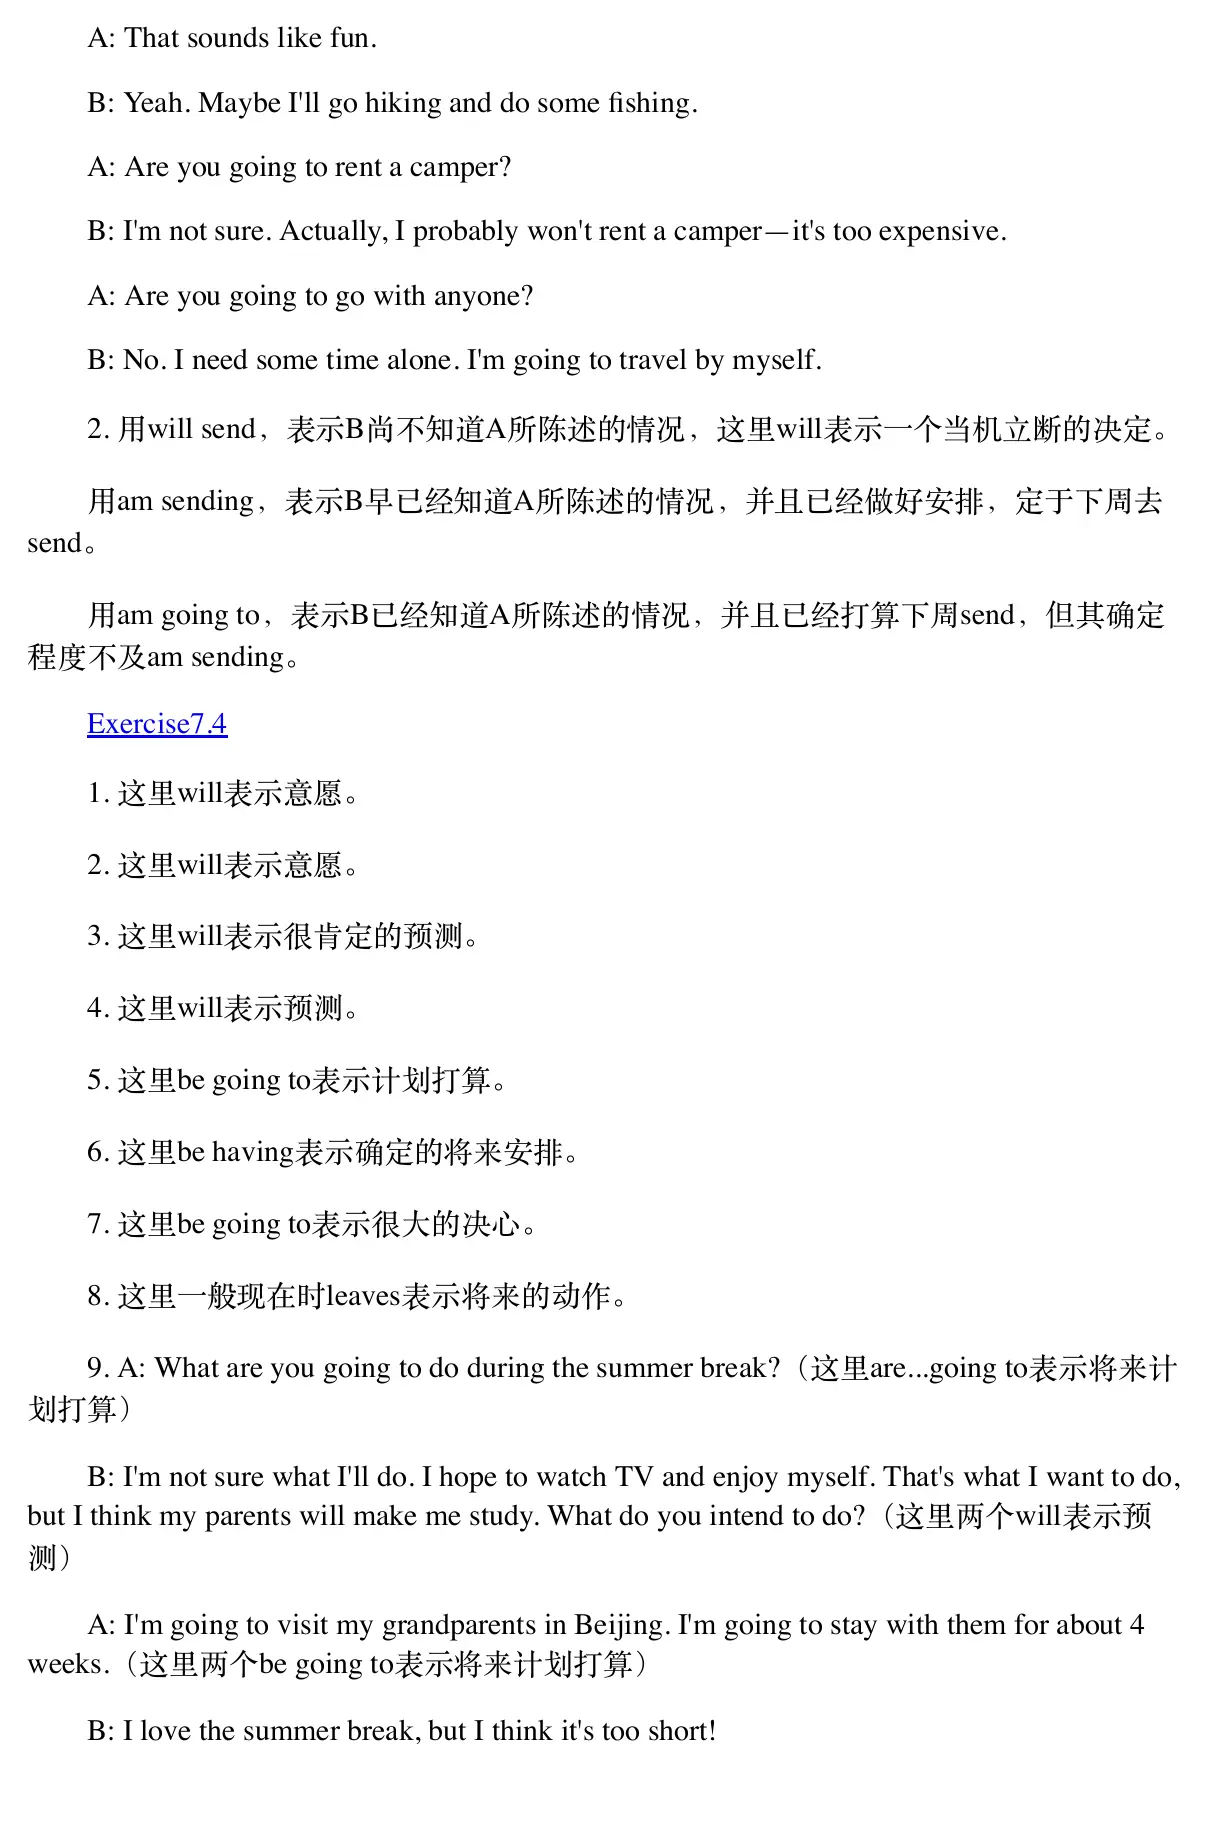 A: That sounds like fun.
B: Yeah. Maybe I'll go hiking and do some fishing.
A: Are you going to rent a camper?
B: I'm not sure. Actually, I probably won't rent a camper—it's too expensive.
A: Are you going to go with anyone?
B: No. I need some time alone. I'm going to travel by myself.
2. 用will send，表示B尚不知道A所陈述的情况，这里will表示一个当机立断的决定。
用am sending，表示B早已经知道A所陈述的情况，并且已经做好安排，定于下周去
send。
用am going to，表示B已经知道A所陈述的情况，并且已经打算下周send，但其确定
程度不及am sending。
Exercise7.4
1. 这里will表示意愿。
2. 这里will表示意愿。
3. 这里will表示很肯定的预测。
4. 这里will表示预测。
5. 这里be going to表示计划打算。
6. 这里be having表示确定的将来安排。
7. 这里be going to表示很大的决心。
8. 这里一般现在时leaves表示将来的动作。
9. A: What are you going to do during the summer break?（这里are...going to表示将来计
划打算）
B: I'm not sure what I'll do. I hope to watch TV and enjoy myself. That's what I want to do,
but I think my parents will make me study. What do you intend to do?（这里两个will表示预
测）
A: I'm going to visit my grandparents in Beijing. I'm going to stay with them for about 4
weeks.（这里两个be going to表示将来计划打算）
B: I love the summer break, but I think it's too short!